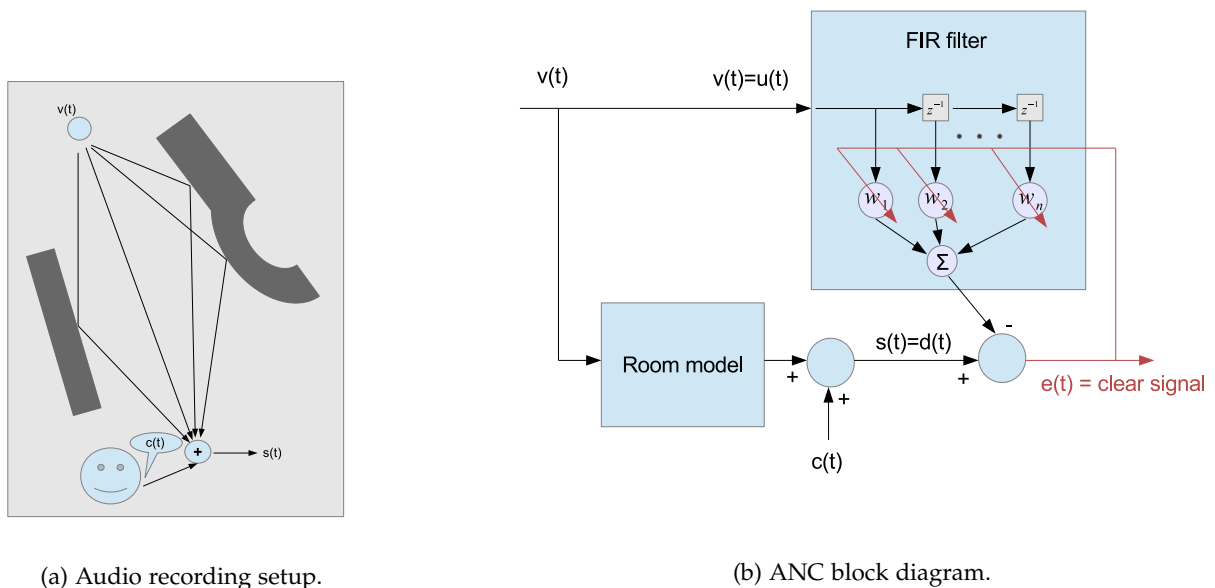 v(t)
c(t)
+
s(t)
(a) Audio recording setup.
FIR filter
v(t)
v(t)=u(t)
z⁻¹
z⁻¹
. . .
w₁
w₂
wₙ
Σ
-
s(t)=d(t)
Room model
+
+
+
e(t) = clear signal
c(t)
(b) ANC block diagram.